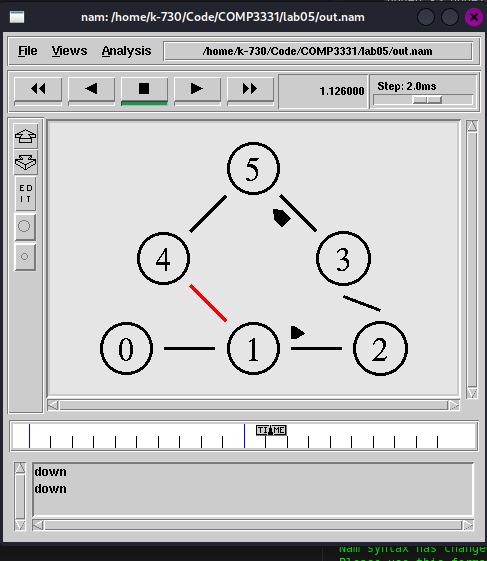 nam: /home/k-730/Code/COMP3331/lab05/out.nam
File Views Analysis /home/k-730/Code/COMP3331/lab05/out.nam
1.126000 Step: 2.0ms
E D
I T
5
4 3
0 1 2
TIME
down
down
Nam syntax has change